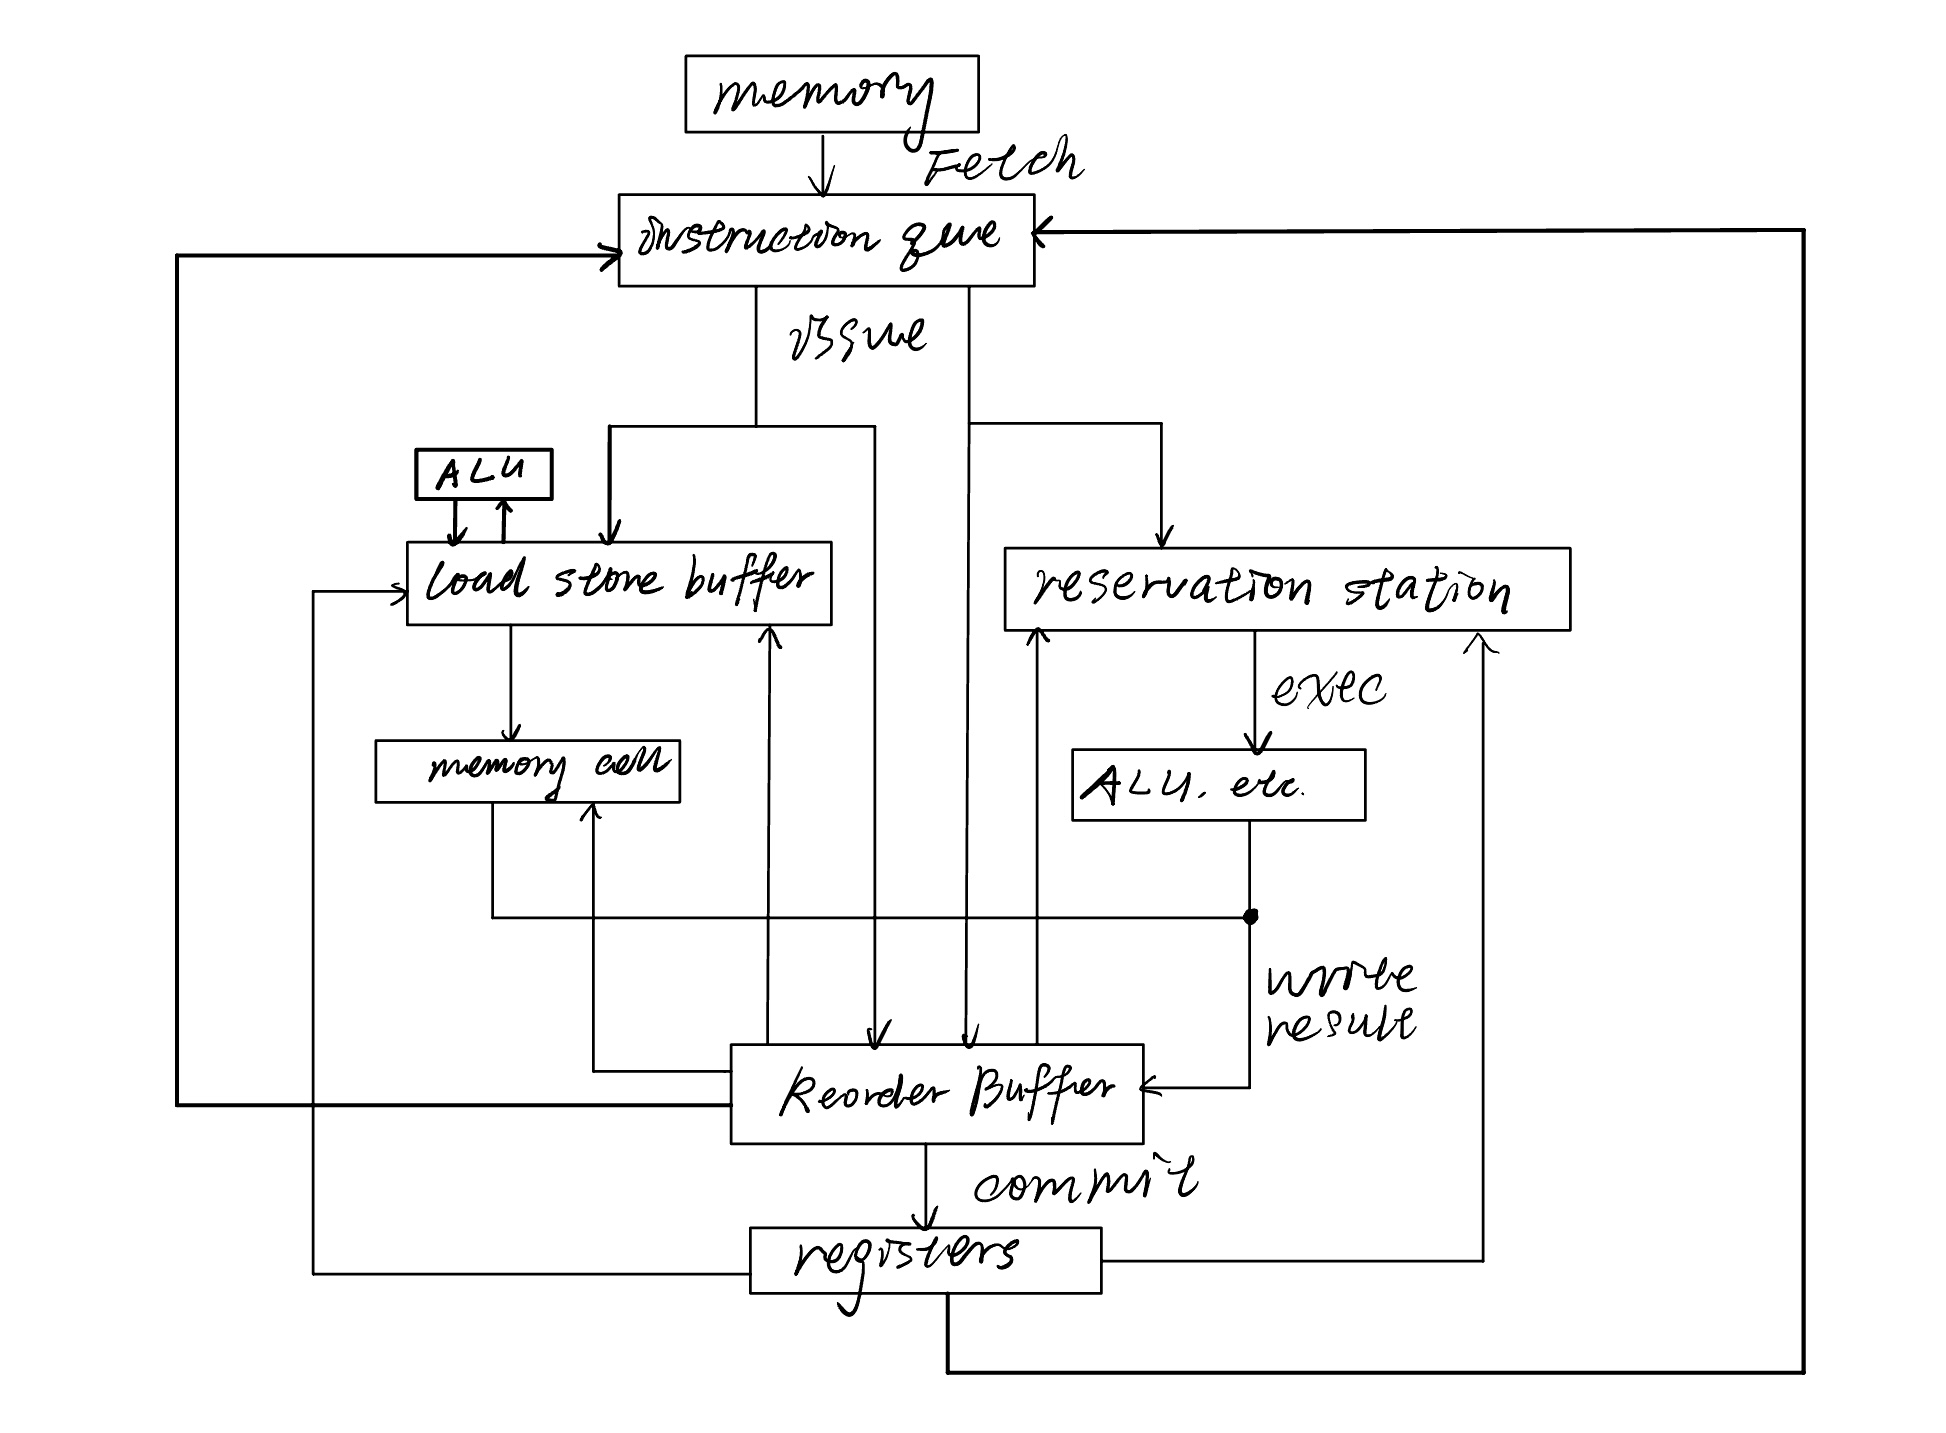 memory
Fetch
instruction queue
issue
ALU
load store buffer
reservation station
exec
memory cell
ALU, etc.
write
result
Reorder Buffer
commit
registers